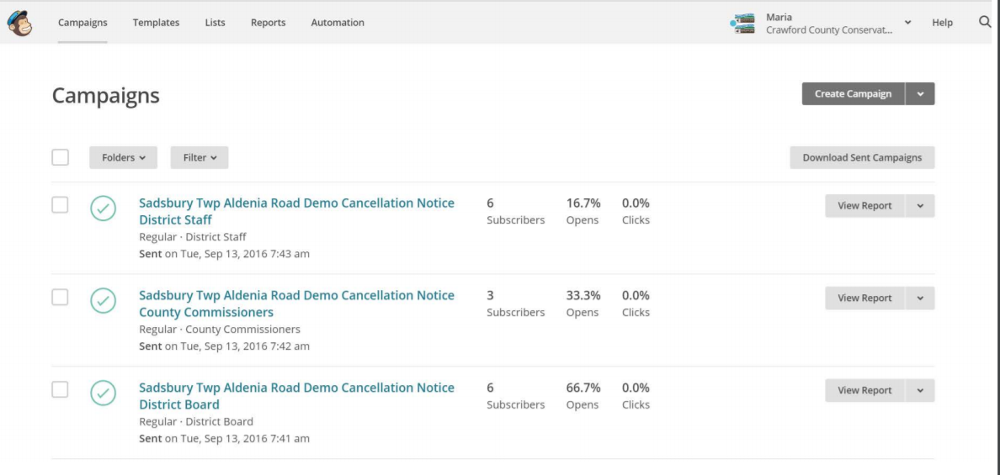 Campaigns Templates Lists Reports Automation Maria Help
Crawford County Conservat...
Campaigns
Create Campaign
Folders Filter Download Sent Campaigns
Sadsbury Twp Aldenia Road Demo Cancellation Notice 6 16.7% 0.0% View Report
District Staff Subscribers Opens Clicks
Regular · District Staff
Sent on Tue, Sep 13, 2016 7:43 am
Sadsbury Twp Aldenia Road Demo Cancellation Notice 3 33.3% 0.0% View Report
County Commissioners Subscribers Opens Clicks
Regular · County Commissioners
Sent on Tue, Sep 13, 2016 7:42 am
Sadsbury Twp Aldenia Road Demo Cancellation Notice 6 66.7% 0.0% View Report
District Board Subscribers Opens Clicks
Regular · District Board
Sent on Tue, Sep 13, 2016 7:41 am